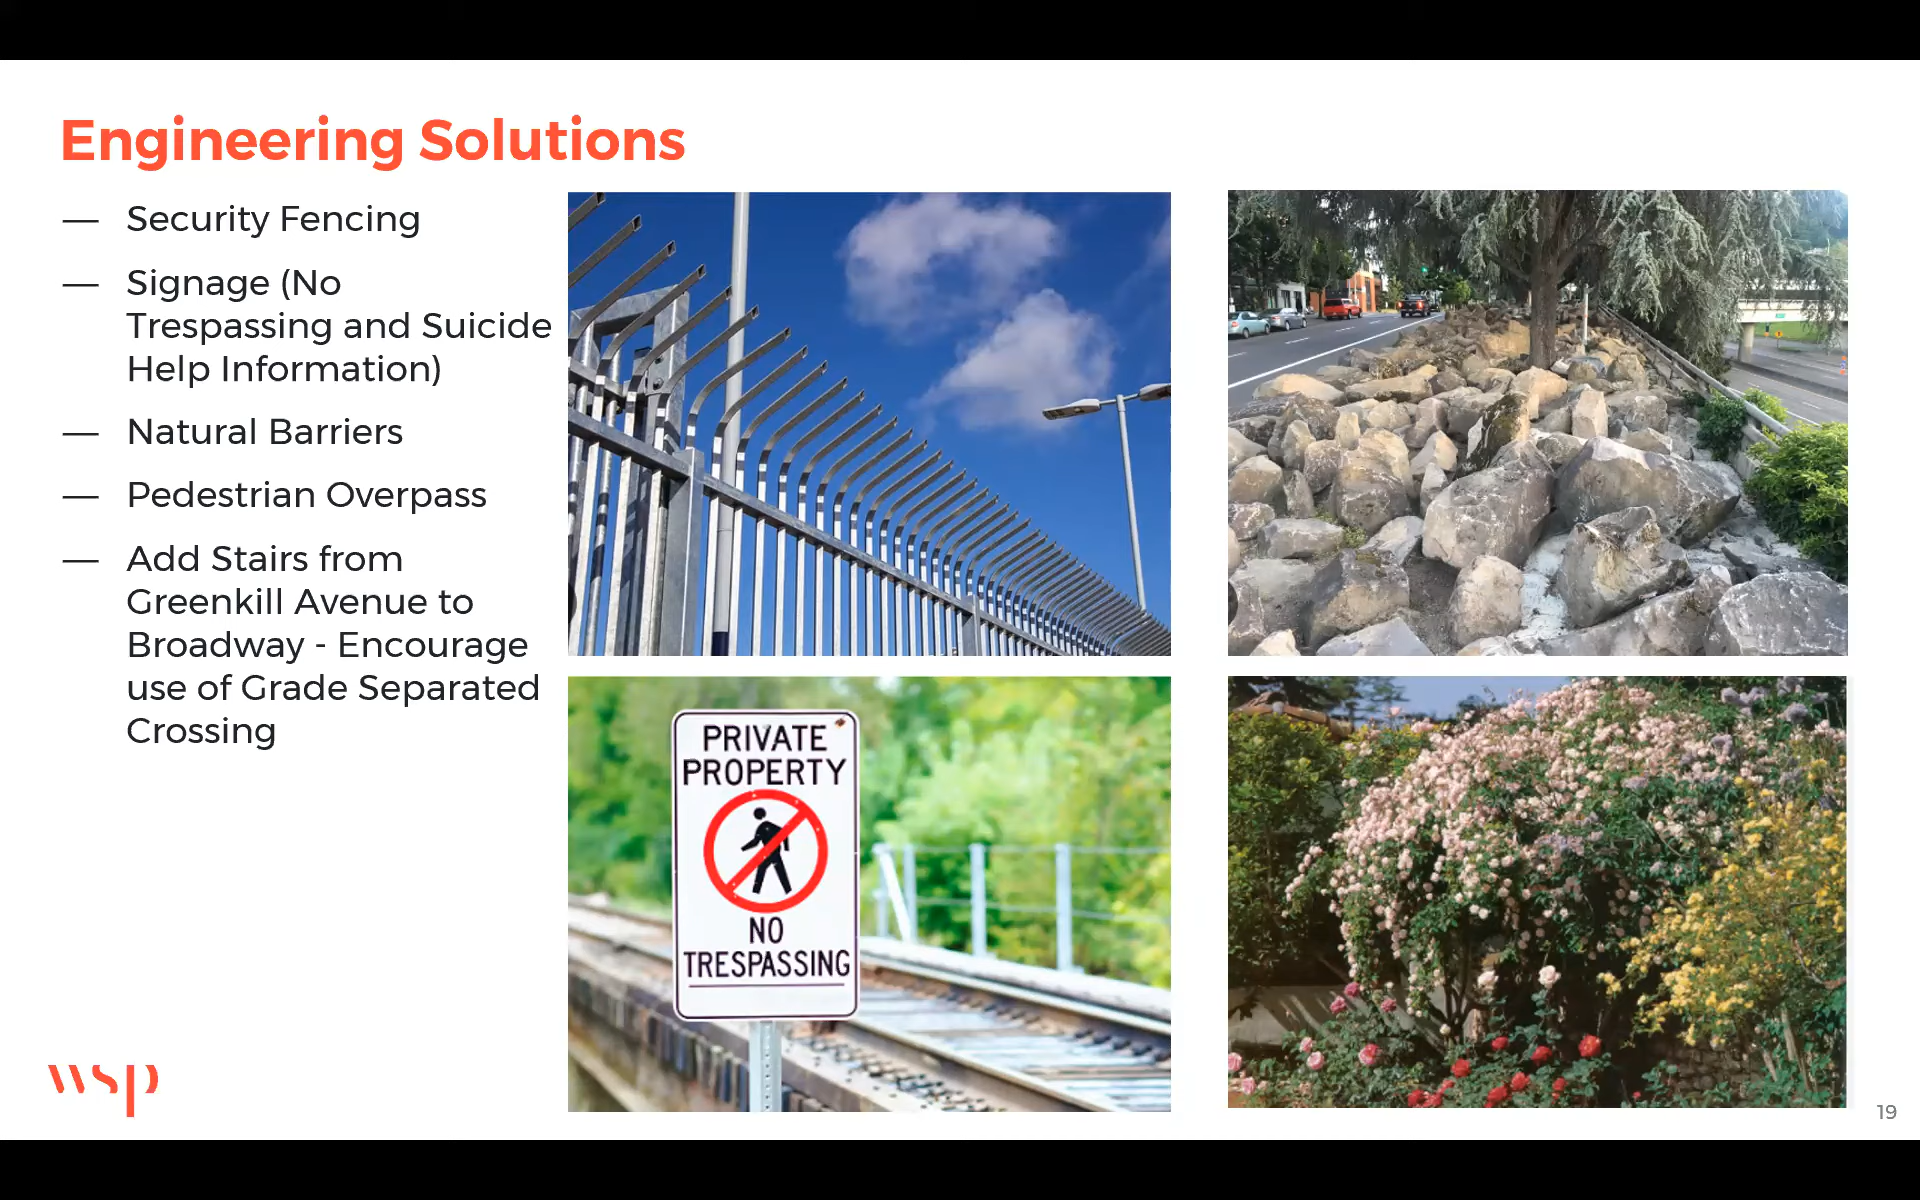 Engineering Solutions
— Security Fencing
— Signage (No
Trespassing and Suicide
Help Information)
— Natural Barriers
— Pedestrian Overpass
— Add Stairs from
Greenkill Avenue to
Broadway - Encourage
use of Grade Separated
Crossing
PRIVATE
PROPERTY
NO
TRESPASSING
wsp
19